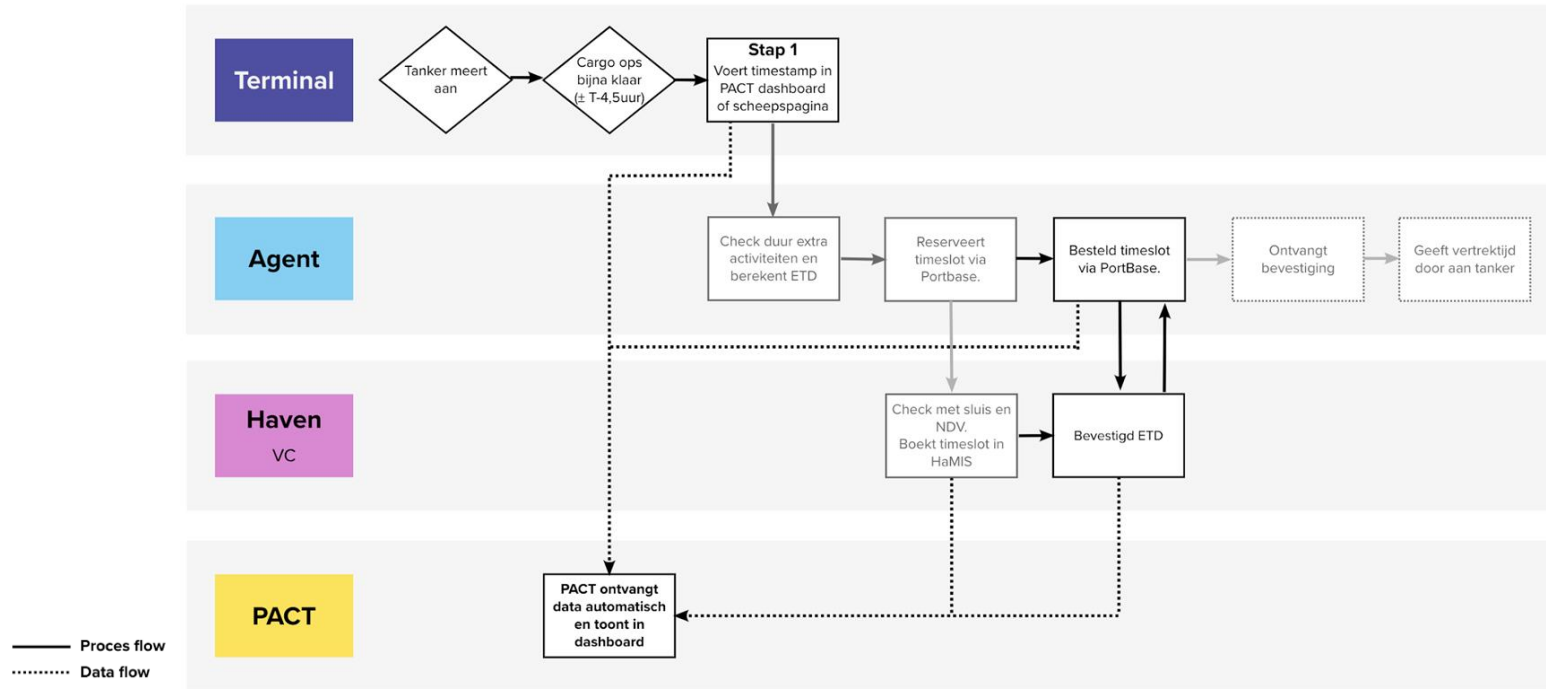 Terminal
Tanker meert
aan
Cargo ops
bijna klaar
(± T-4,5uur)
Stap 1
Voert timestamp in
PACT dashboard
of scheepspagina
Agent
Check duur extra
activiteiten en
berekent ETD
Reserveert
timeslot via
Portbase.
Besteld timeslot
via PortBase.
Ontvangt
bevestiging
Geeft vertrektijd
door aan tanker
Haven
VC
Check met sluis en
NDV.
Boekt timeslot in
HaMIS
Bevestigd ETD
PACT
PACT ontvangt
data automatisch
en toont in
dashboard
Proces flow
Data flow